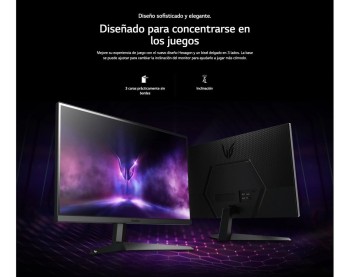 Diseño sofisticado y elegante.
Diseñado para concentrarse en
los juegos
Mejore su experiencia de juego con el nuevo diseño Hexagon y un bisel delgado en 3 lados. La base
se puede ajustar para cambiar la inclinación del monitor para ayudarlo a jugar más cómodo.
3 caras prácticamente sin
bordes
Inclinación